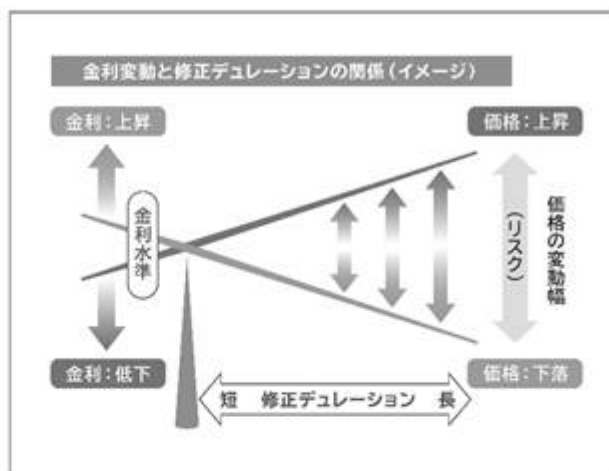 金利変動と修正デュレーションの関係（イメージ）
金利：上昇
価格：上昇
金利水準
価格の変動幅
（リスク）
金利：低下
価格：下落
短 修正デュレーション 長